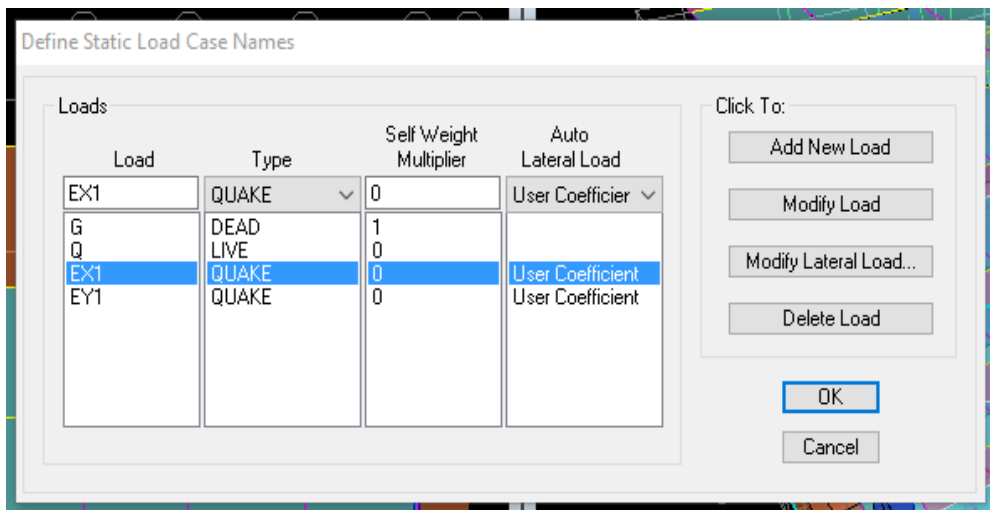 Define Static Load Case Names
Loads
Click To:
Load Type Self Weight Multiplier Auto Lateral Load
EX1 QUAKE 0 User Coefficier
G DEAD 1
Q LIVE 0
EX1 QUAKE 0 User Coefficient
EY1 QUAKE 0 User Coefficient
Add New Load
Modify Load
Modify Lateral Load...
Delete Load
OK
Cancel